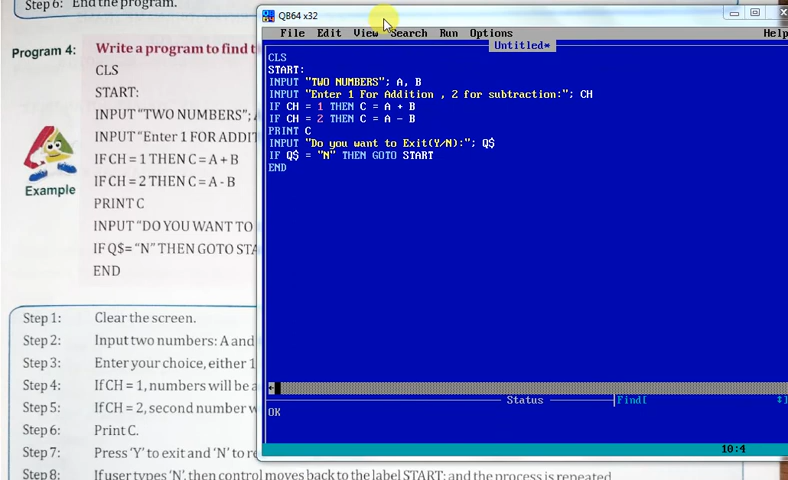 Step 6: End the program.
Program 4: Write a program to find t
CLS
START:
INPUT "TWO NUMBERS"; A
INPUT "Enter 1 FOR ADDIT
IF CH = 1 THEN C = A + B
IF CH = 2 THEN C = A - B
PRINT C
INPUT "DO YOU WANT TO
IF Q$= "N" THEN GOTO STA
END
Example
Step 1: Clear the screen.
Step 2: Input two numbers: A and
Step 3: Enter your choice, either 1
Step 4: If CH = 1, numbers will be a
Step 5: If CH = 2, second number w
Step 6: Print C.
Step 7: Press 'Y' to exit and 'N' to re
Step 8: If user types 'N', then control moves back to the label START: and the process is repeated
QB64 x32
File Edit View Search Run Options Help
Untitled*
CLS
START:
INPUT "TWO NUMBERS"; A, B
INPUT "Enter 1 For Addition , 2 for subtraction:"; CH
IF CH = 1 THEN C = A + B
IF CH = 2 THEN C = A - B
PRINT C
INPUT "Do you want to Exit(Y/N):"; Q$
IF Q$ = "N" THEN GOTO START
END
Status Find[
OK
10:4